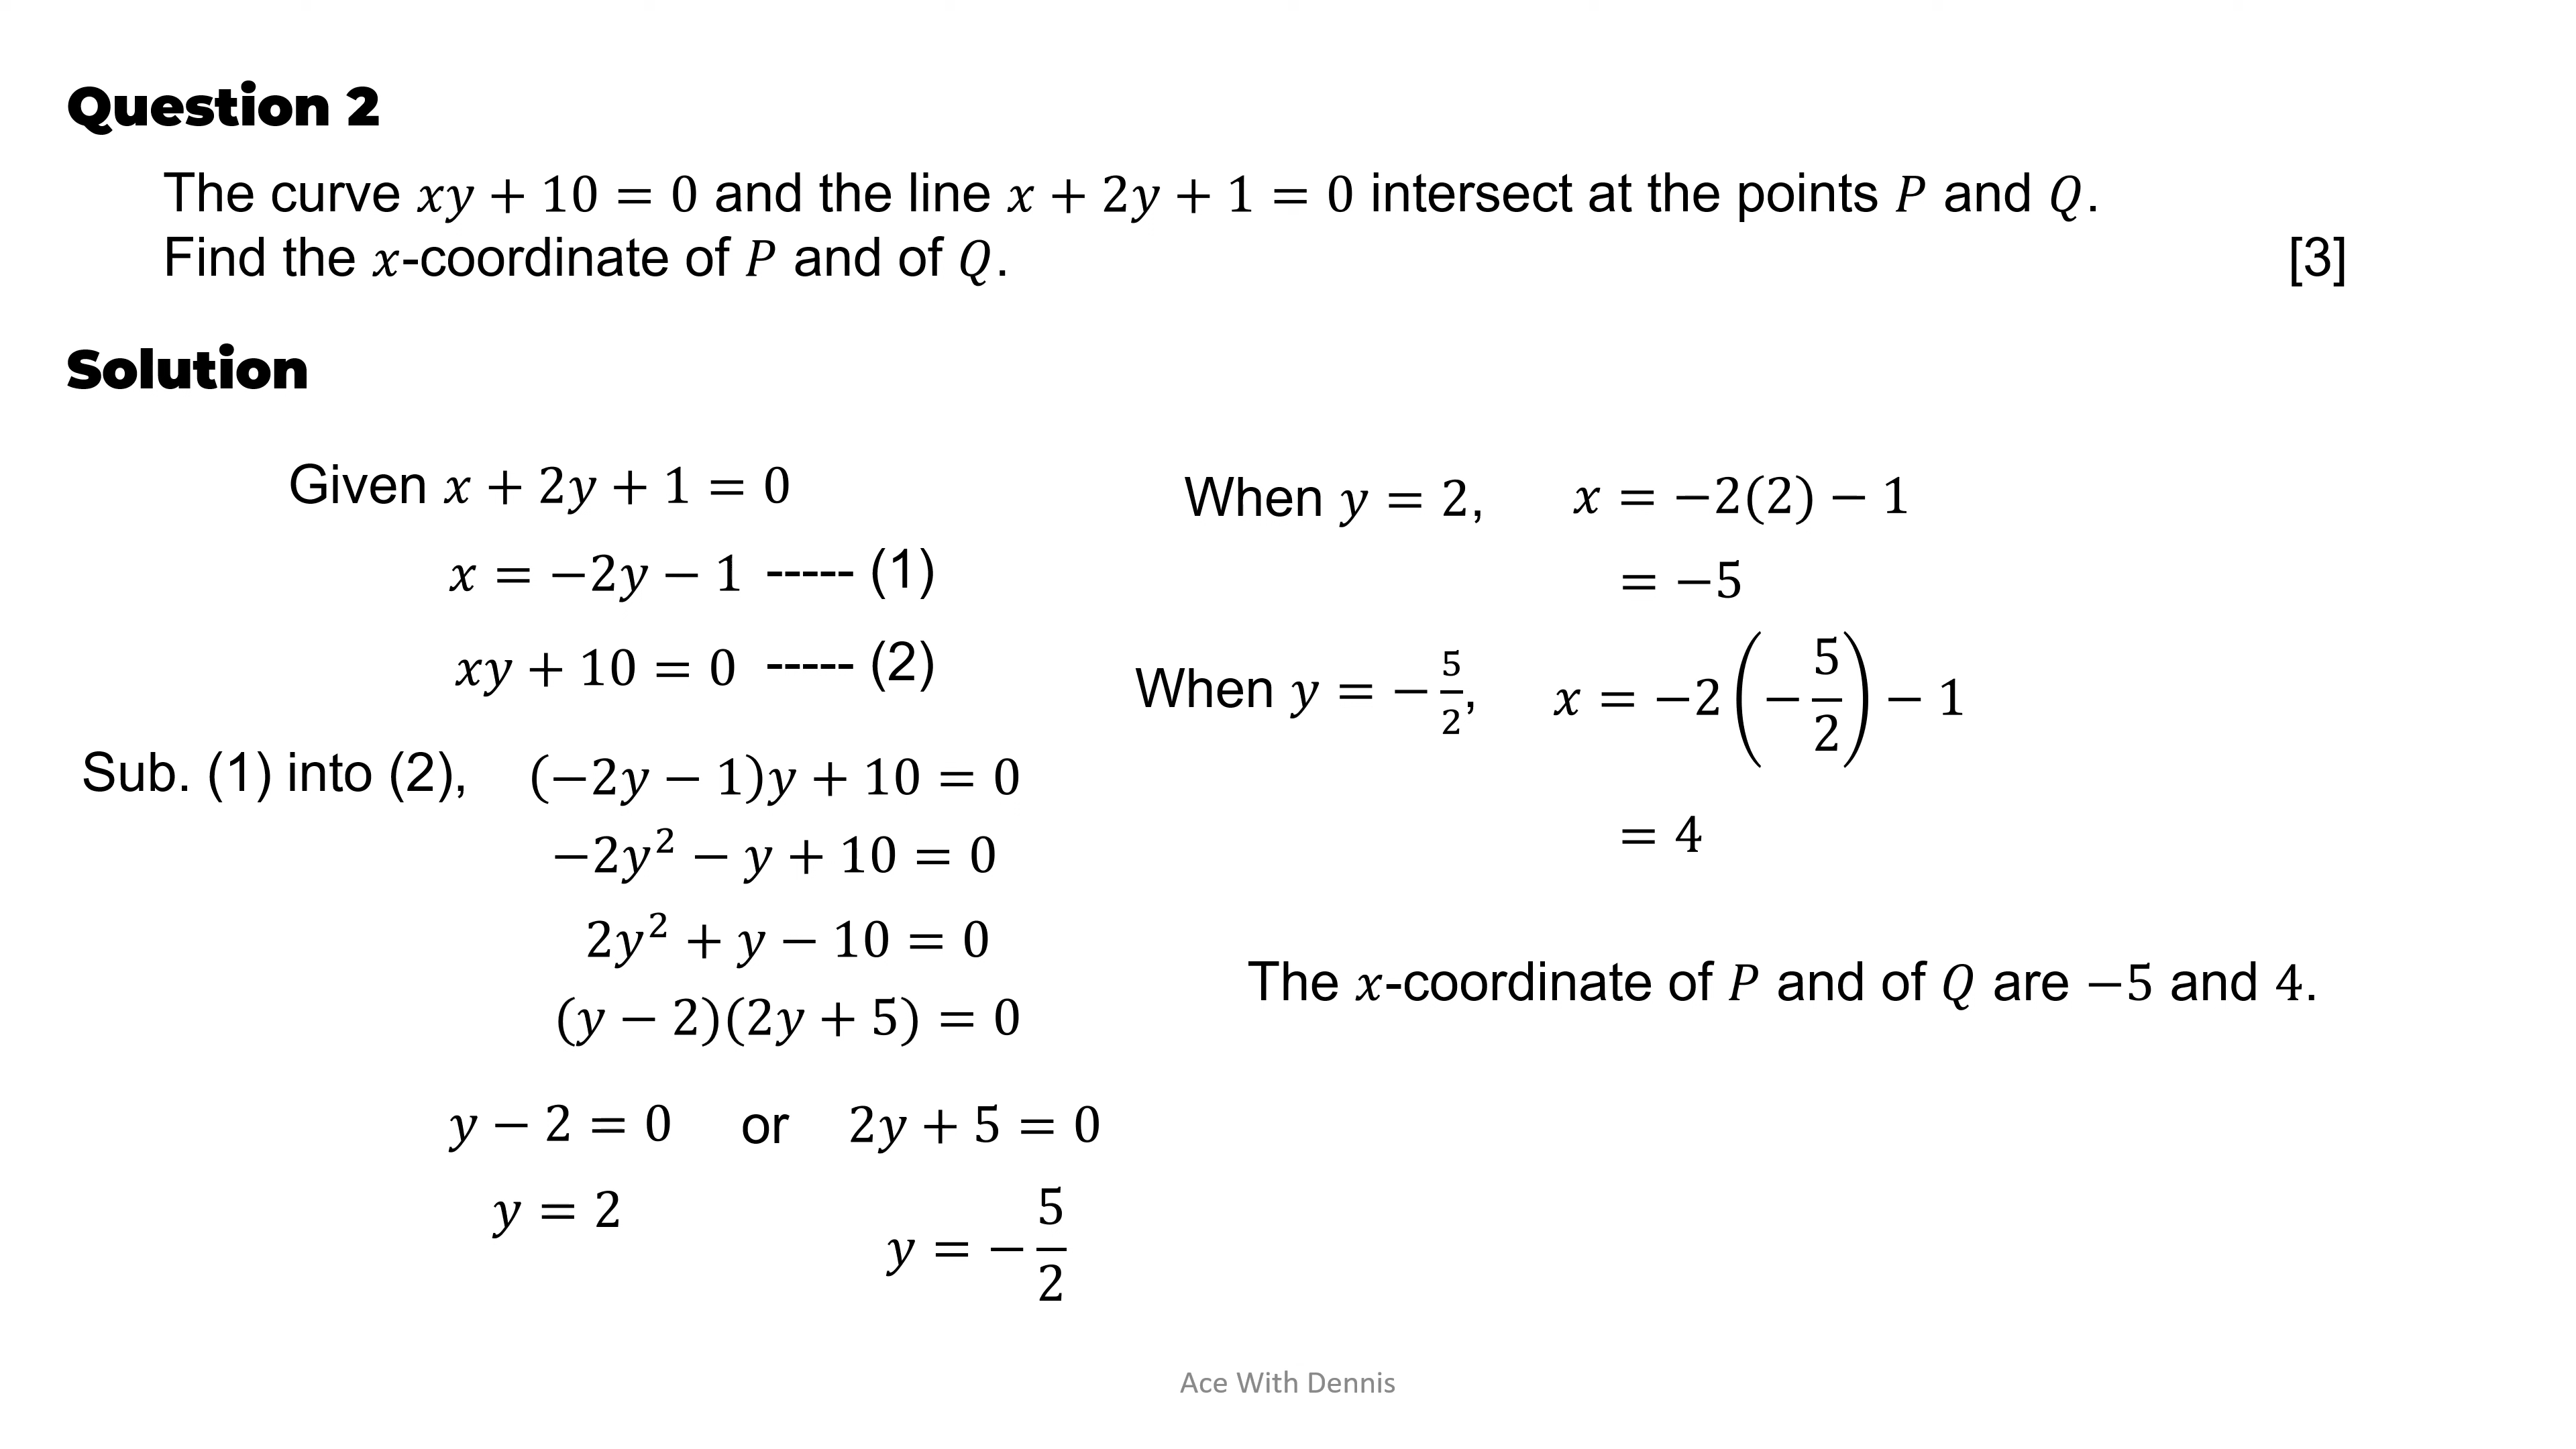 Question 2
The curve xy + 10 = 0 and the line x + 2y + 1 = 0 intersect at the points P and Q.
Find the x-coordinate of P and of Q. [3]
Solution
Given x + 2y + 1 = 0
x = −2y − 1 ----- (1)
xy + 10 = 0 ----- (2)
Sub. (1) into (2), (−2y − 1)y + 10 = 0
−2y² − y + 10 = 0
2y² + y − 10 = 0
(y − 2)(2y + 5) = 0
y − 2 = 0 or 2y + 5 = 0
y = 2
y = −5/2
When y = 2, x = −2(2) − 1
= −5
When y = −5/2, x = −2(−5/2) − 1
= 4
The x-coordinate of P and of Q are −5 and 4.
Ace With Dennis